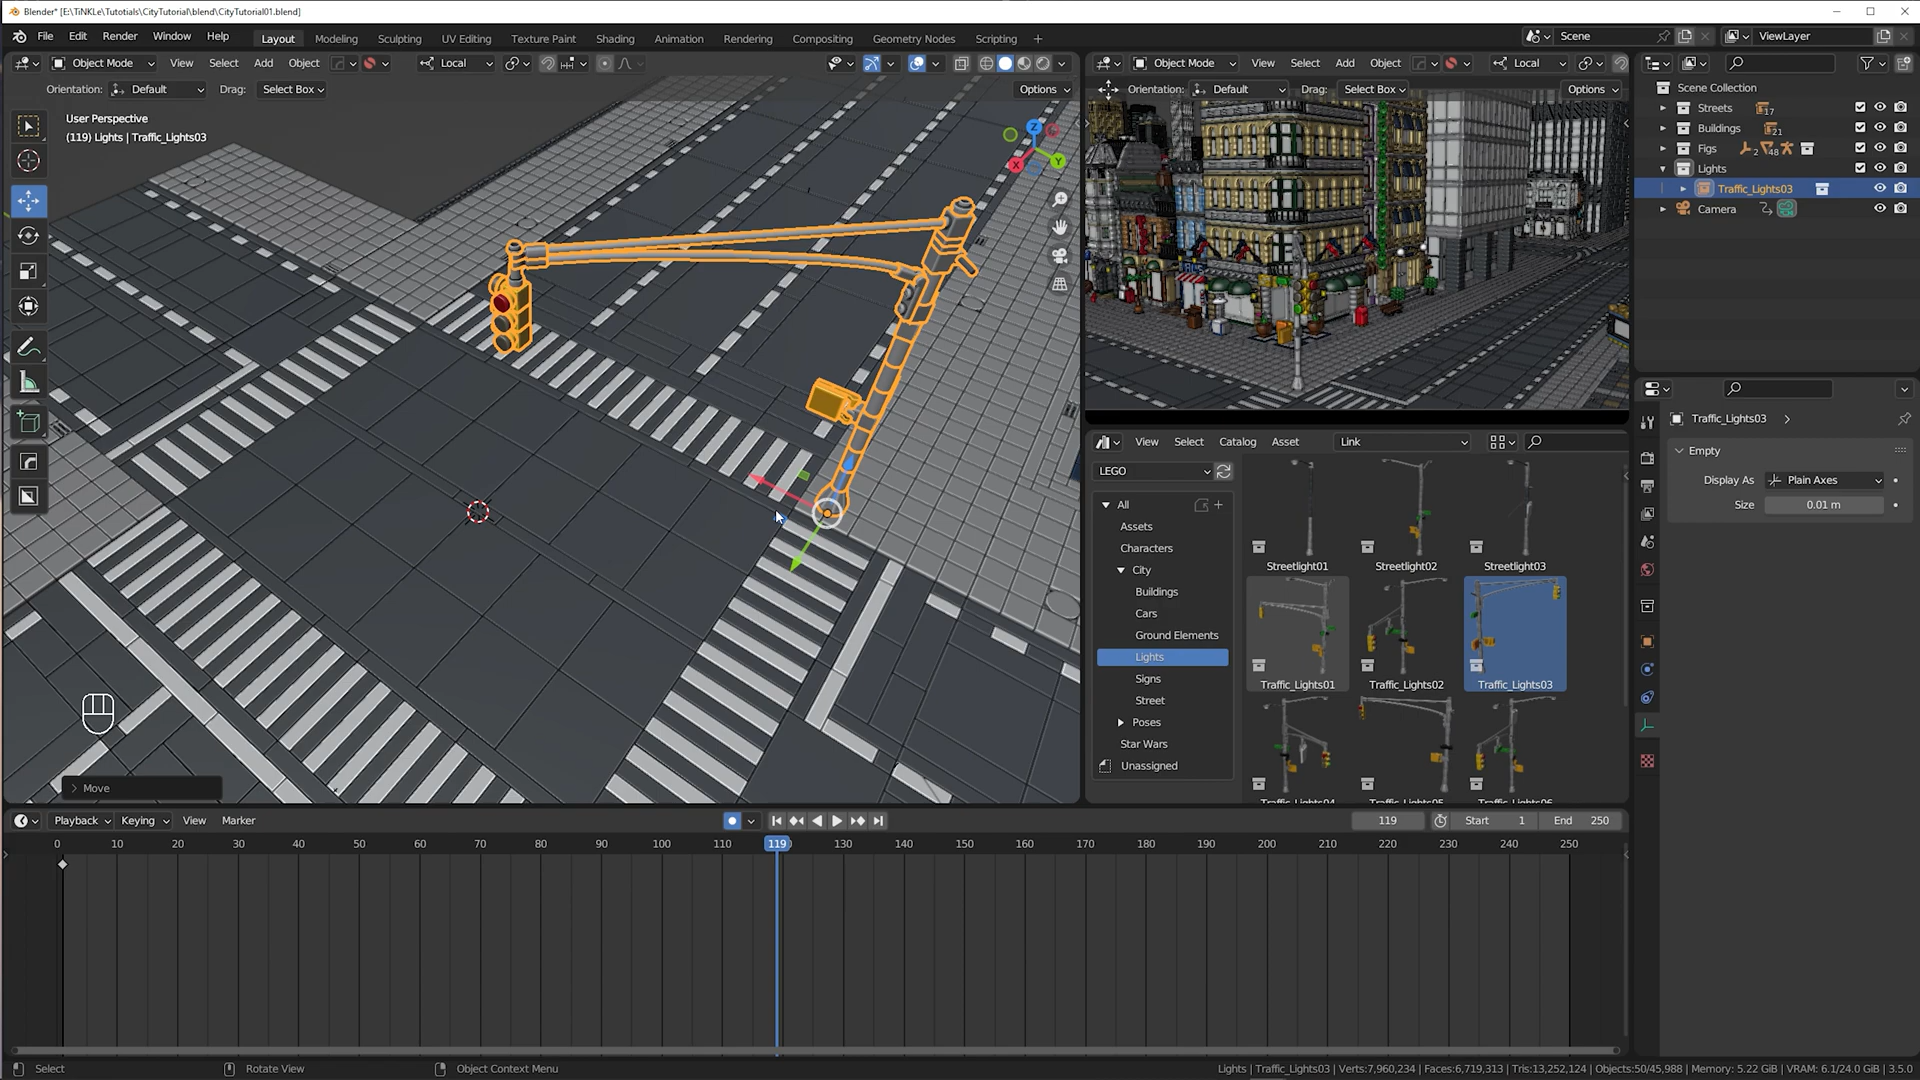 Blender* [E:\TiNKLe\Tutotials\CityTutorial\blend\CityTutorial01.blend]
File Edit Render Window Help Layout Modeling Sculpting UV Editing Texture Paint Shading Animation Rendering Compositing Geometry Nodes Scripting + Scene ViewLayer
Object Mode View Select Add Object Local
Orientation: Default Drag: Select Box Options
User Perspective
(119) Lights | Traffic_Lights03
Z
X
Y
Move
Object Mode View Select Add Object Local
Orientation: Default Drag: Select Box Options
Scene Collection
Streets 17
Buildings 21
Figs 2 48
Lights
Traffic_Lights03
Camera
Traffic_Lights03
Empty
Display As Plain Axes
Size 0.01 m
View Select Catalog Asset Link
LEGO
All
Assets
Characters
City
Buildings
Cars
Ground Elements
Lights
Signs
Street
Poses
Star Wars
Unassigned
Streetlight01 Streetlight02 Streetlight03
Traffic_Lights01 Traffic_Lights02 Traffic_Lights03
Traffic_Lights04 Traffic_Lights05 Traffic_Lights06
Playback Keying View Marker 119 Start 1 End 250
0 10 20 30 40 50 60 70 80 90 100 110 119 130 140 150 160 170 180 190 200 210 220 230 240 250
Select Rotate View Object Context Menu Lights | Traffic_Lights03 | Verts:7,960,234 | Faces:6,719,313 | Tris:13,252,124 | Objects:50/45,988 | Memory: 5.22 GiB | VRAM: 6.1/24.0 GiB | 3.5.0